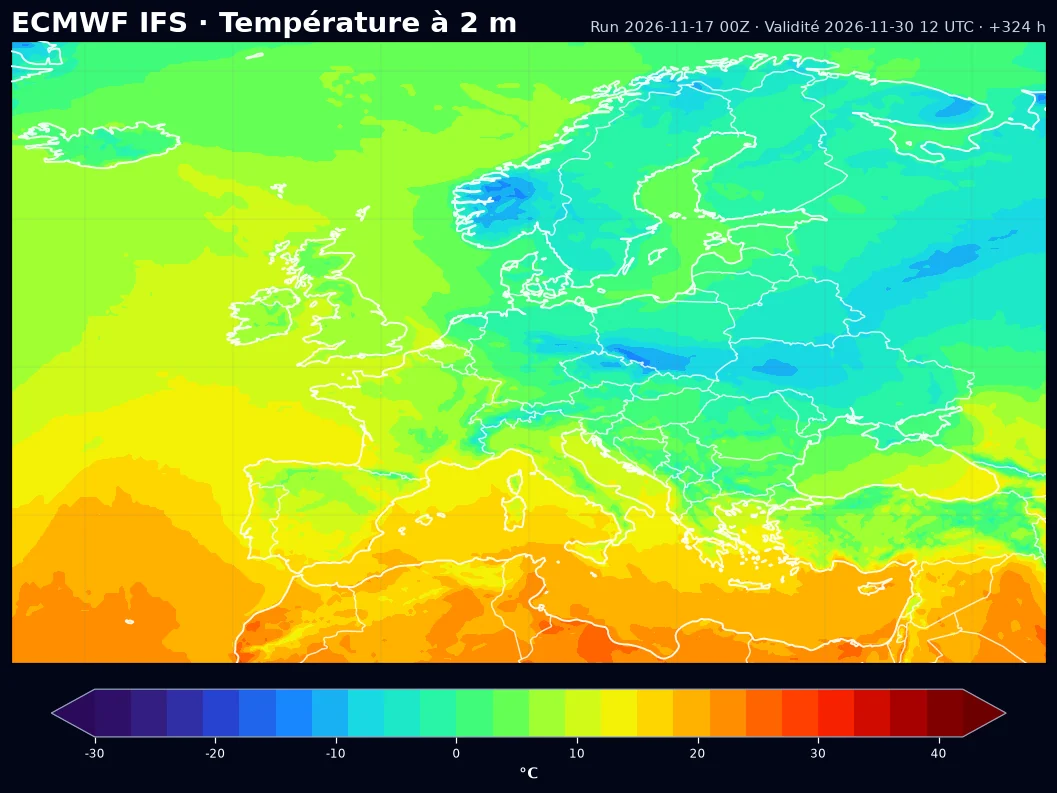 ECMWF IFS · Température à 2 m
Run 2026-11-17 00Z · Validité 2026-11-30 12 UTC · +324 h
-30 -20 -10 0 10 20 30 40
°C